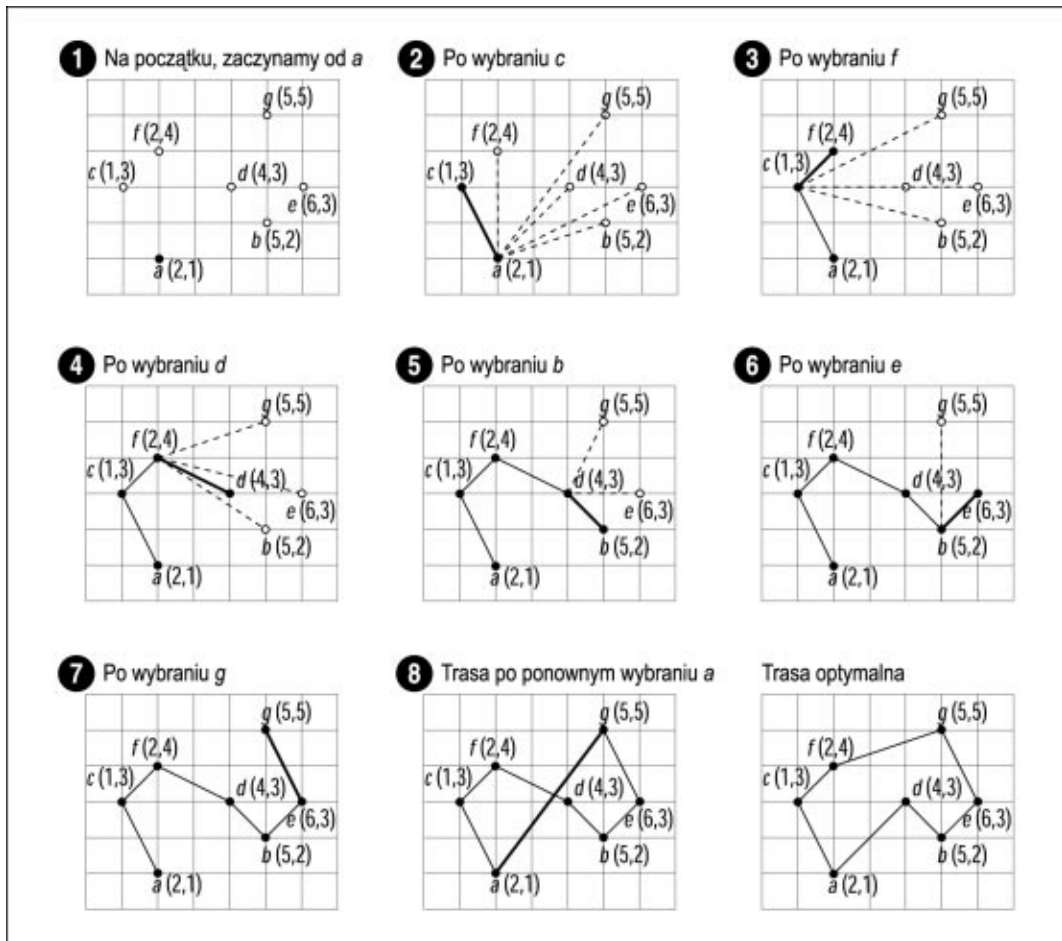 1 Na początku, zaczynamy od a
g (5,5)
f (2,4)
c (1,3)
d (4,3)
e (6,3)
b (5,2)
a (2,1)
2 Po wybraniu c
g (5,5)
f (2,4)
c (1,3)
d (4,3)
e (6,3)
b (5,2)
a (2,1)
3 Po wybraniu f
g (5,5)
f (2,4)
c (1,3)
d (4,3)
e (6,3)
b (5,2)
a (2,1)
4 Po wybraniu d
g (5,5)
f (2,4)
c (1,3)
d (4,3)
e (6,3)
b (5,2)
a (2,1)
5 Po wybraniu b
g (5,5)
f (2,4)
c (1,3)
d (4,3)
e (6,3)
b (5,2)
a (2,1)
6 Po wybraniu e
g (5,5)
f (2,4)
c (1,3)
d (4,3)
e (6,3)
b (5,2)
a (2,1)
7 Po wybraniu g
g (5,5)
f (2,4)
c (1,3)
d (4,3)
e (6,3)
b (5,2)
a (2,1)
8 Trasa po ponownym wybraniu a
g (5,5)
f (2,4)
c (1,3)
d (4,3)
e (6,3)
b (5,2)
a (2,1)
Trasa optymalna
g (5,5)
f (2,4)
c (1,3)
d (4,3)
e (6,3)
b (5,2)
a (2,1)